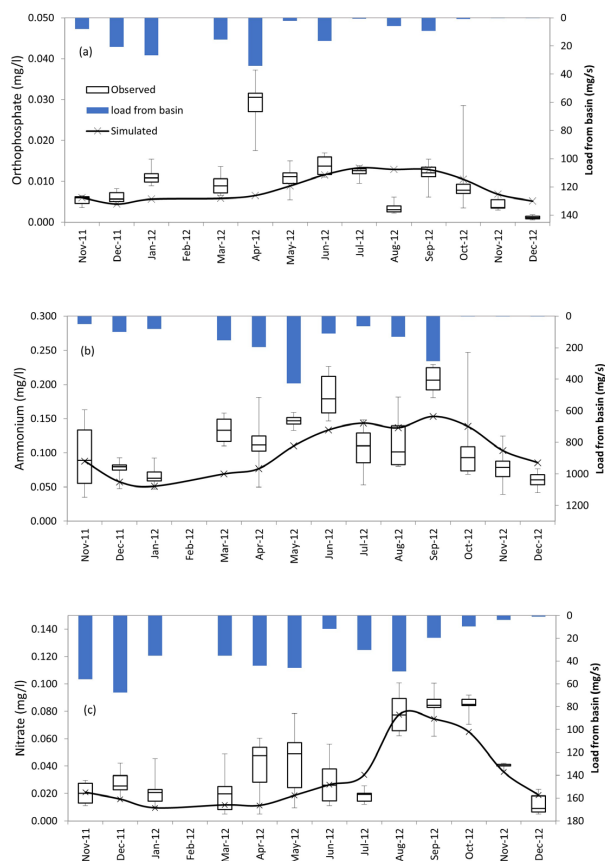 Orthophosphate (mg/l)
0.050
0.040
0.030
0.020
0.010
0.000
(a)
Observed
load from basin
Simulated
0
20
40
60
80
100
120
140
Load from basin (mg/s)
Nov-11
Dec-11
Jan-12
Feb-12
Mar-12
Apr-12
May-12
Jun-12
Jul-12
Aug-12
Sep-12
Oct-12
Nov-12
Dec-12
Ammonium (mg/l)
0.300
0.250
0.200
0.150
0.100
0.050
0.000
(b)
0
200
400
600
800
1000
1200
Load from basin (mg/s)
Nov-11
Dec-11
Jan-12
Feb-12
Mar-12
Apr-12
May-12
Jun-12
Jul-12
Aug-12
Sep-12
Oct-12
Nov-12
Dec-12
Nitrate (mg/l)
0.140
0.120
0.100
0.080
0.060
0.040
0.020
0.000
(c)
0
20
40
60
80
100
120
140
160
180
Load from basin (mg/s)
Nov-11
Dec-11
Jan-12
Feb-12
Mar-12
Apr-12
May-12
Jun-12
Jul-12
Aug-12
Sep-12
Oct-12
Nov-12
Dec-12